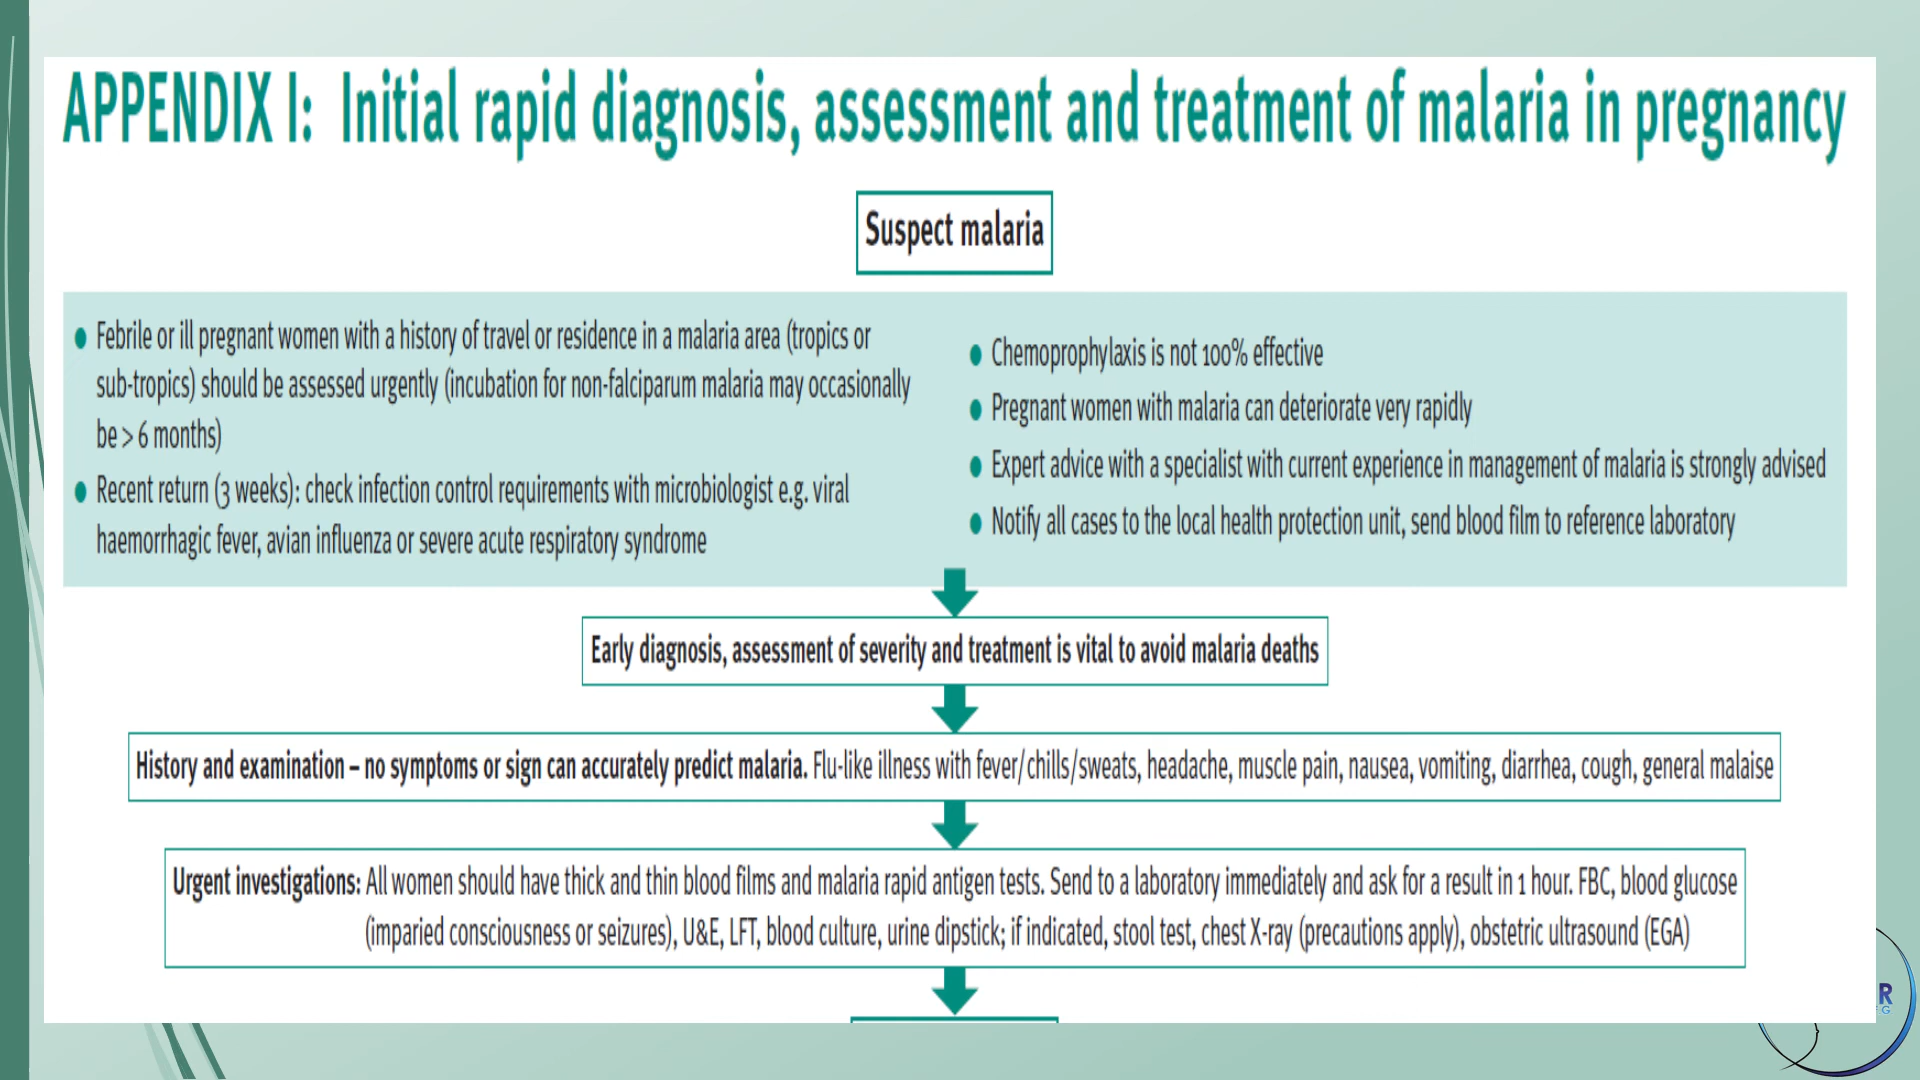 APPENDIX I: Initial rapid diagnosis, assessment and treatment of malaria in pregnancy
Suspect malaria
● Febrile or ill pregnant women with a history of travel or residence in a malaria area (tropics or
sub-tropics) should be assessed urgently (incubation for non-falciparum malaria may occasionally
be > 6 months)
● Recent return (3 weeks): check infection control requirements with microbiologist e.g. viral
haemorrhagic fever, avian influenza or severe acute respiratory syndrome
● Chemoprophylaxis is not 100% effective
● Pregnant women with malaria can deteriorate very rapidly
● Expert advice with a specialist with current experience in management of malaria is strongly advised
● Notify all cases to the local health protection unit, send blood film to reference laboratory
Early diagnosis, assessment of severity and treatment is vital to avoid malaria deaths
History and examination – no symptoms or sign can accurately predict malaria. Flu-like illness with fever/chills/sweats, headache, muscle pain, nausea, vomiting, diarrhea, cough, general malaise
Urgent investigations: All women should have thick and thin blood films and malaria rapid antigen tests. Send to a laboratory immediately and ask for a result in 1 hour. FBC, blood glucose
(imparied consciousness or seizures), U&E, LFT, blood culture, urine dipstick; if indicated, stool test, chest X-ray (precautions apply), obstetric ultrasound (EGA)